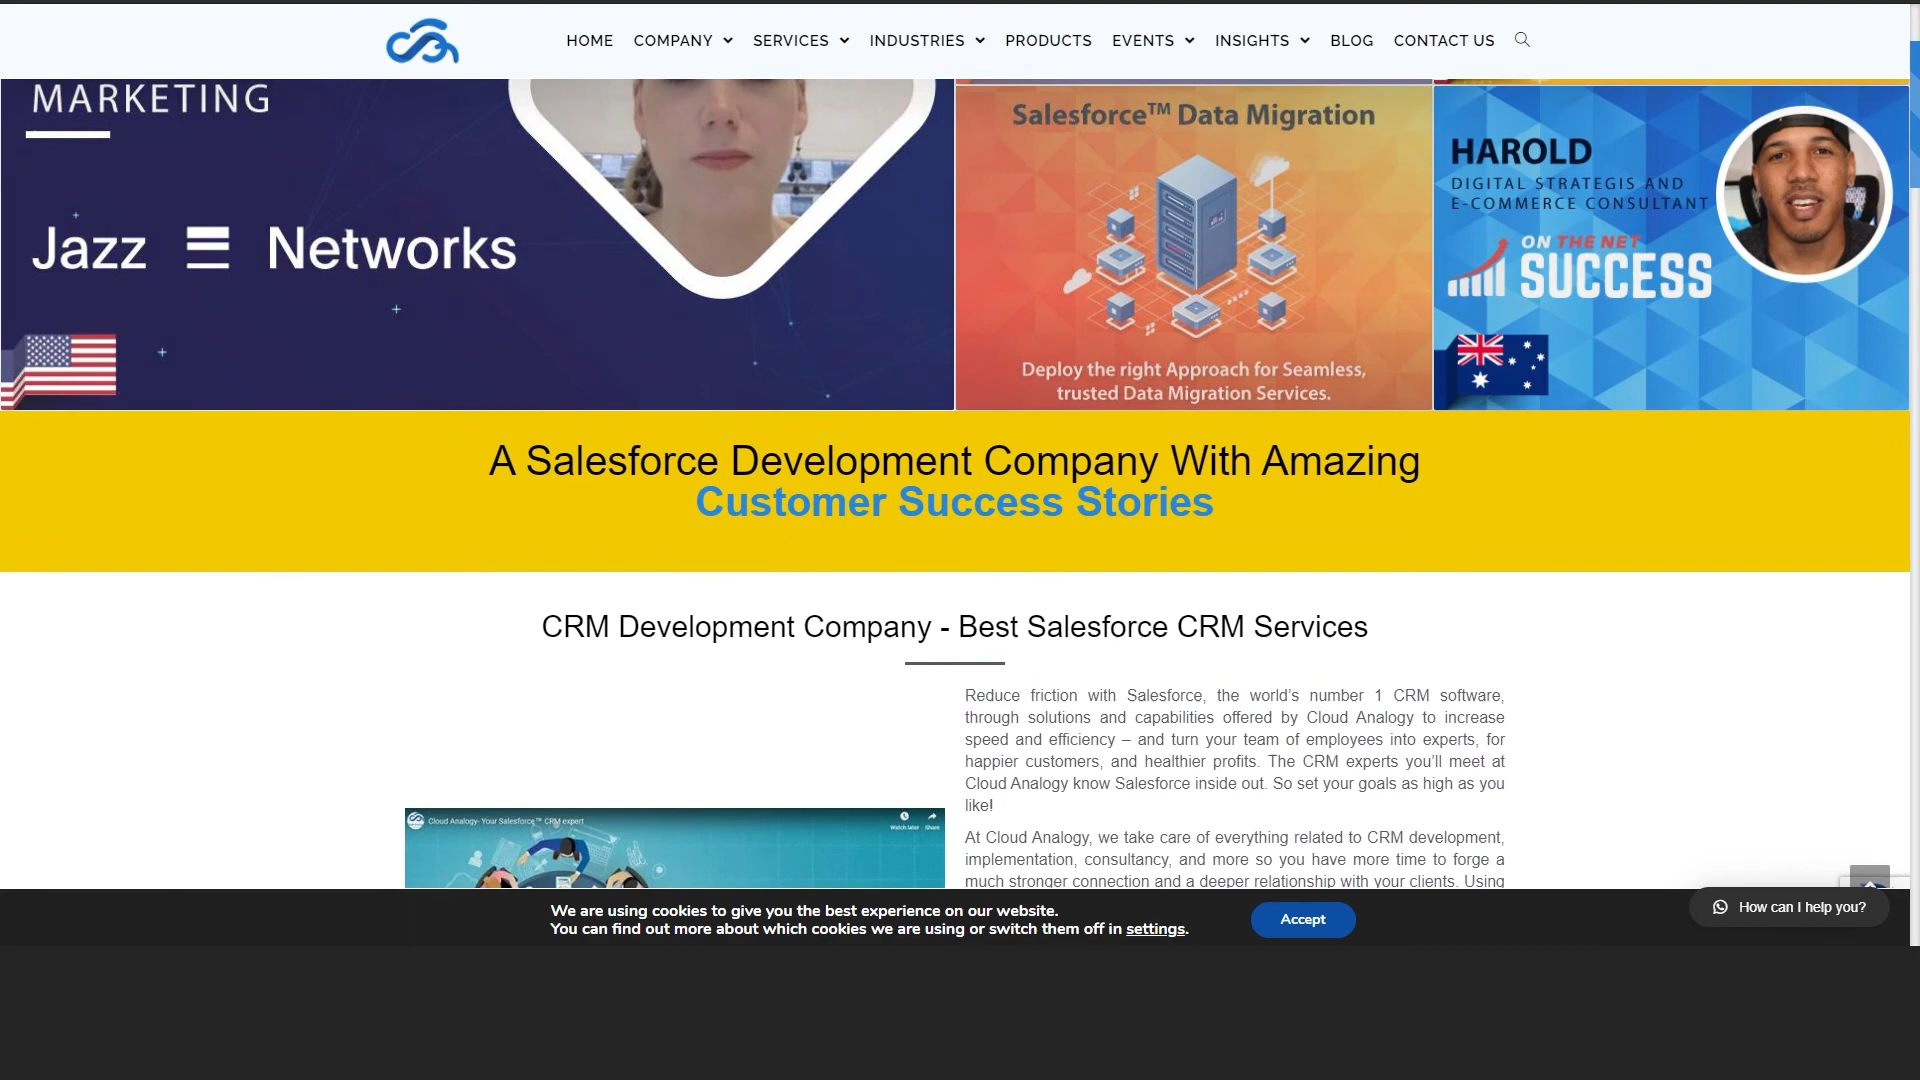 HOME COMPANY SERVICES INDUSTRIES PRODUCTS EVENTS INSIGHTS BLOG CONTACT US
MARKETING
Jazz Networks
Salesforce™ Data Migration
Deploy the right Approach for Seamless,
trusted Data Migration Services.
HAROLD
DIGITAL STRATEGIS AND
E-COMMERCE CONSULTANT
ON THE NET
SUCCESS
A Salesforce Development Company With Amazing
Customer Success Stories
CRM Development Company - Best Salesforce CRM Services
Reduce friction with Salesforce, the world’s number 1 CRM software,
through solutions and capabilities offered by Cloud Analogy to increase
speed and efficiency – and turn your team of employees into experts, for
happier customers, and healthier profits. The CRM experts you’ll meet at
Cloud Analogy know Salesforce inside out. So set your goals as high as you
like!
At Cloud Analogy, we take care of everything related to CRM development,
implementation, consultancy, and more so you have more time to forge a
much stronger connection and a deeper relationship with your clients. Using
Cloud Analogy- Your Salesforce™ CRM expert
Watch later Share
We are using cookies to give you the best experience on our website.
You can find out more about which cookies we are using or switch them off in settings.
Accept
How can I help you?